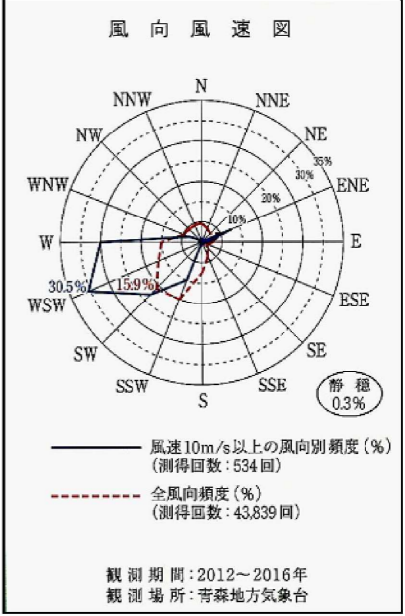 風向風速図
N
NNW
NNE
NW
NE
35%
30%
WNW
ENE
20%
10%
W
E
30.5%
15.9%
WSW
ESE
SW
SE
SSW
SSE
S
静穏
0.3%
風速10m/s以上の風向別頻度(%)
(測得回数:534回)
全風向頻度(%)
(測得回数:43,839回)
観測期間:2012〜2016年
観測場所:青森地方気象台